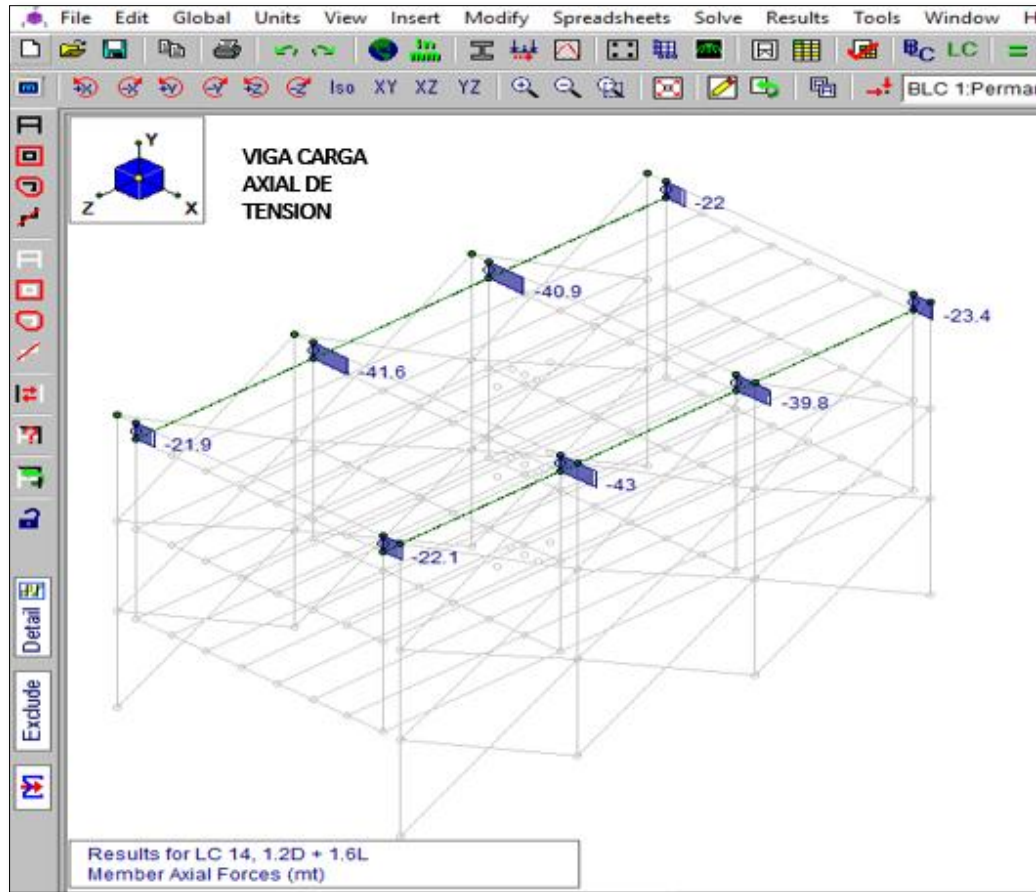 File Edit Global Units View Insert Modify Spreadsheets Solve Results Tools Window H
BC LC =
+X -X +Y -Y +Z -Z Iso XY XZ YZ BLC 1:Perma
Y
Z X
VIGA CARGA
AXIAL DE
TENSION
-22
-40.9
-23.4
-41.6
-39.8
-21.9
-43
-22.1
Detail
Exclude
Results for LC 14, 1.2D + 1.6L
Member Axial Forces (mt)